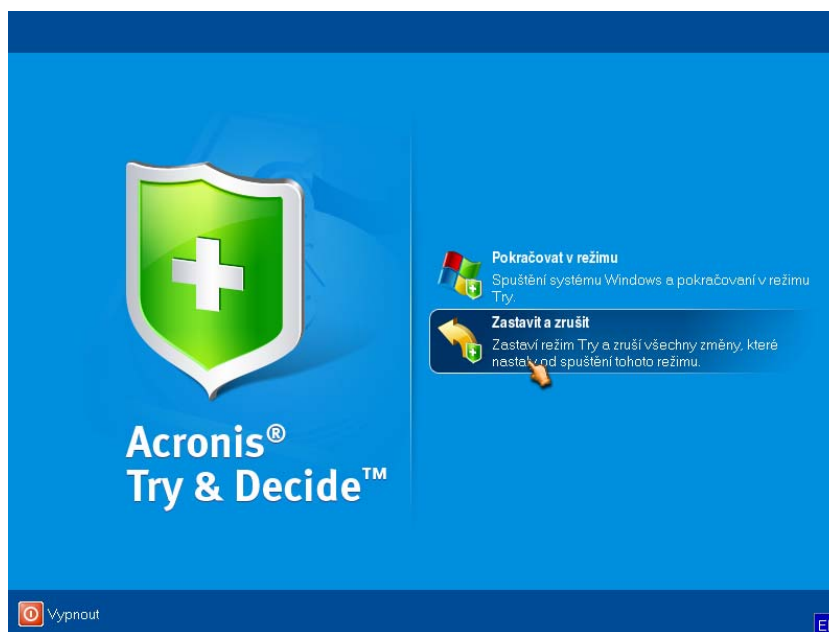 Pokračovat v režimu
Spuštění systému Windows a pokračovaní v režimu
Try.
Zastavit a zrušit
Zastaví režim Try a zruší všechny změny, které
nastaly od spuštění tohoto režimu.
Acronis®
Try & Decide™
Vypnout